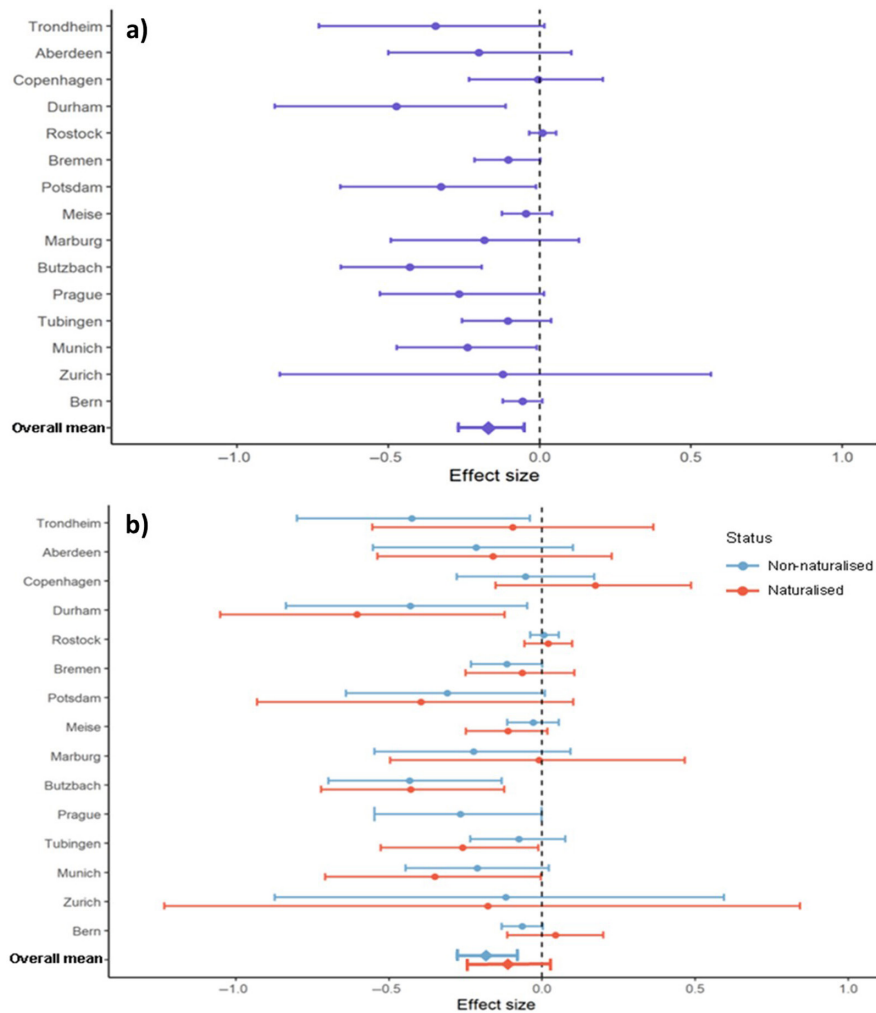 a)
Trondheim
Aberdeen
Copenhagen
Durham
Rostock
Bremen
Potsdam
Meise
Marburg
Butzbach
Prague
Tubingen
Munich
Zurich
Bern
Overall mean
−1.0 −0.5 0.0 0.5 1.0
Effect size
b)
Trondheim
Aberdeen
Copenhagen
Durham
Rostock
Bremen
Potsdam
Meise
Marburg
Butzbach
Prague
Tubingen
Munich
Zurich
Bern
Overall mean
Status
Non-naturalised
Naturalised
−1.0 −0.5 0.0 0.5 1.0
Effect size